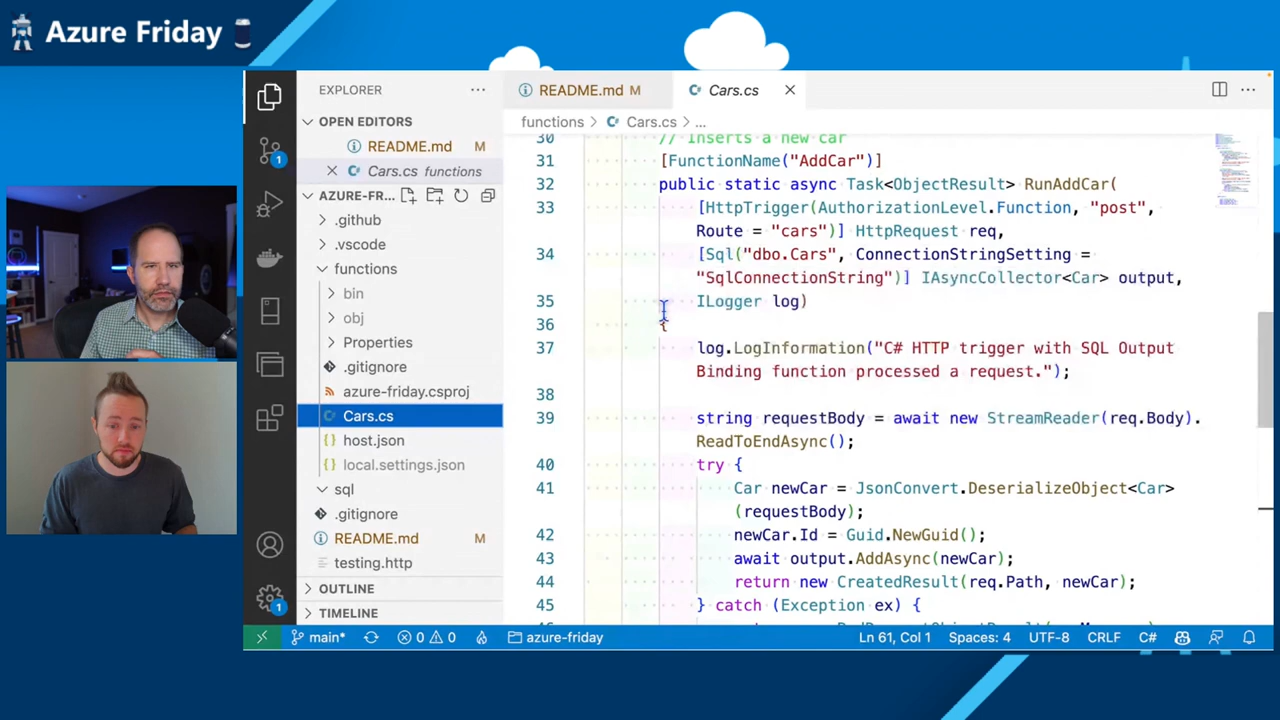 Azure Friday
EXPLORER
OPEN EDITORS
README.md M
Cars.cs functions
AZURE-FR...
.github
.vscode
functions
bin
obj
Properties
.gitignore
azure-friday.csproj
Cars.cs
host.json
local.settings.json
sql
.gitignore
README.md M
testing.http
OUTLINE
TIMELINE
1
1
README.md M
Cars.cs
functions > Cars.cs > ...
30 // Inserts a new car
31 [FunctionName("AddCar")]
32 public static async Task<ObjectResult> RunAddCar(
33 [HttpTrigger(AuthorizationLevel.Function, "post",
Route = "cars")] HttpRequest req,
34 [Sql("dbo.Cars", ConnectionStringSetting =
"SqlConnectionString")] IAsyncCollector<Car> output,
35 ILogger log)
36 {
37 log.LogInformation("C# HTTP trigger with SQL Output
Binding function processed a request.");
38
39 string requestBody = await new StreamReader(req.Body).
ReadToEndAsync();
40 try {
41 Car newCar = JsonConvert.DeserializeObject<Car>
(requestBody);
42 newCar.Id = Guid.NewGuid();
43 await output.AddAsync(newCar);
44 return new CreatedResult(req.Path, newCar);
45 } catch (Exception ex) {
main* 0 0 azure-friday Ln 61, Col 1 Spaces: 4 UTF-8 CRLF C#